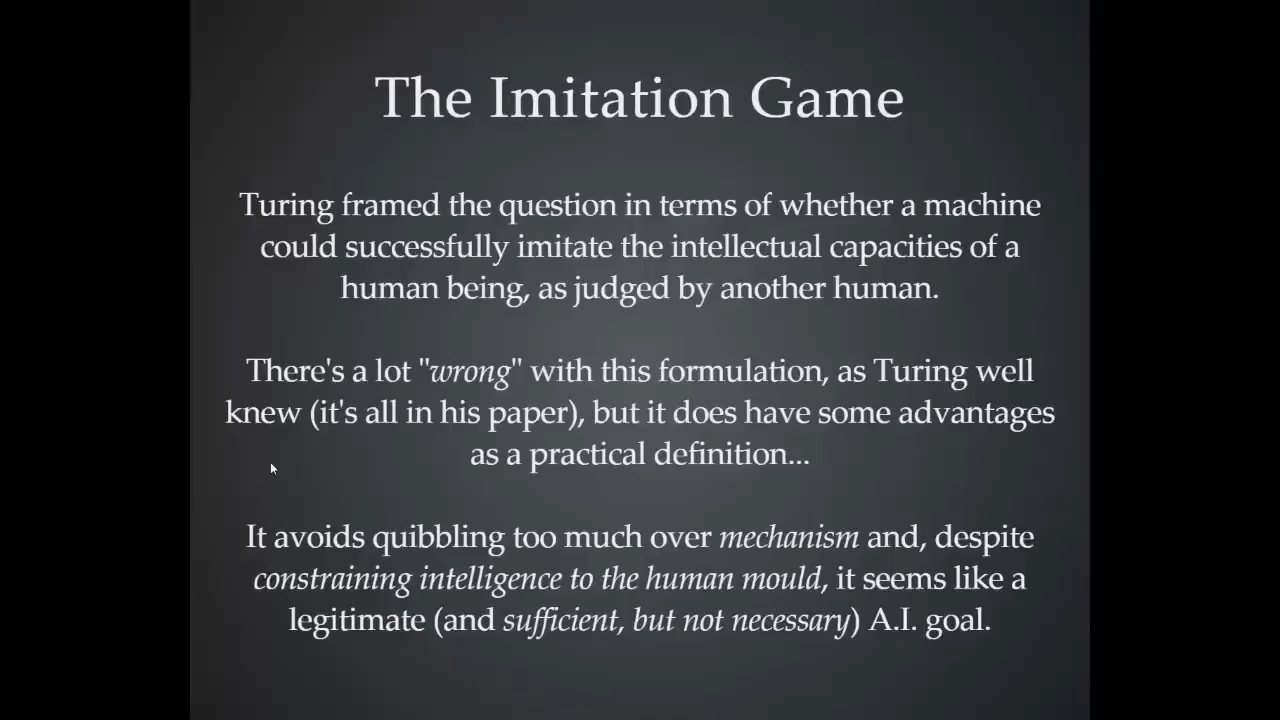 The Imitation Game
Turing framed the question in terms of whether a machine
could successfully imitate the intellectual capacities of a
human being, as judged by another human.
There's a lot "wrong" with this formulation, as Turing well
knew (it's all in his paper), but it does have some advantages
as a practical definition...
It avoids quibbling too much over mechanism and, despite
constraining intelligence to the human mould, it seems like a
legitimate (and sufficient, but not necessary) A.I. goal.